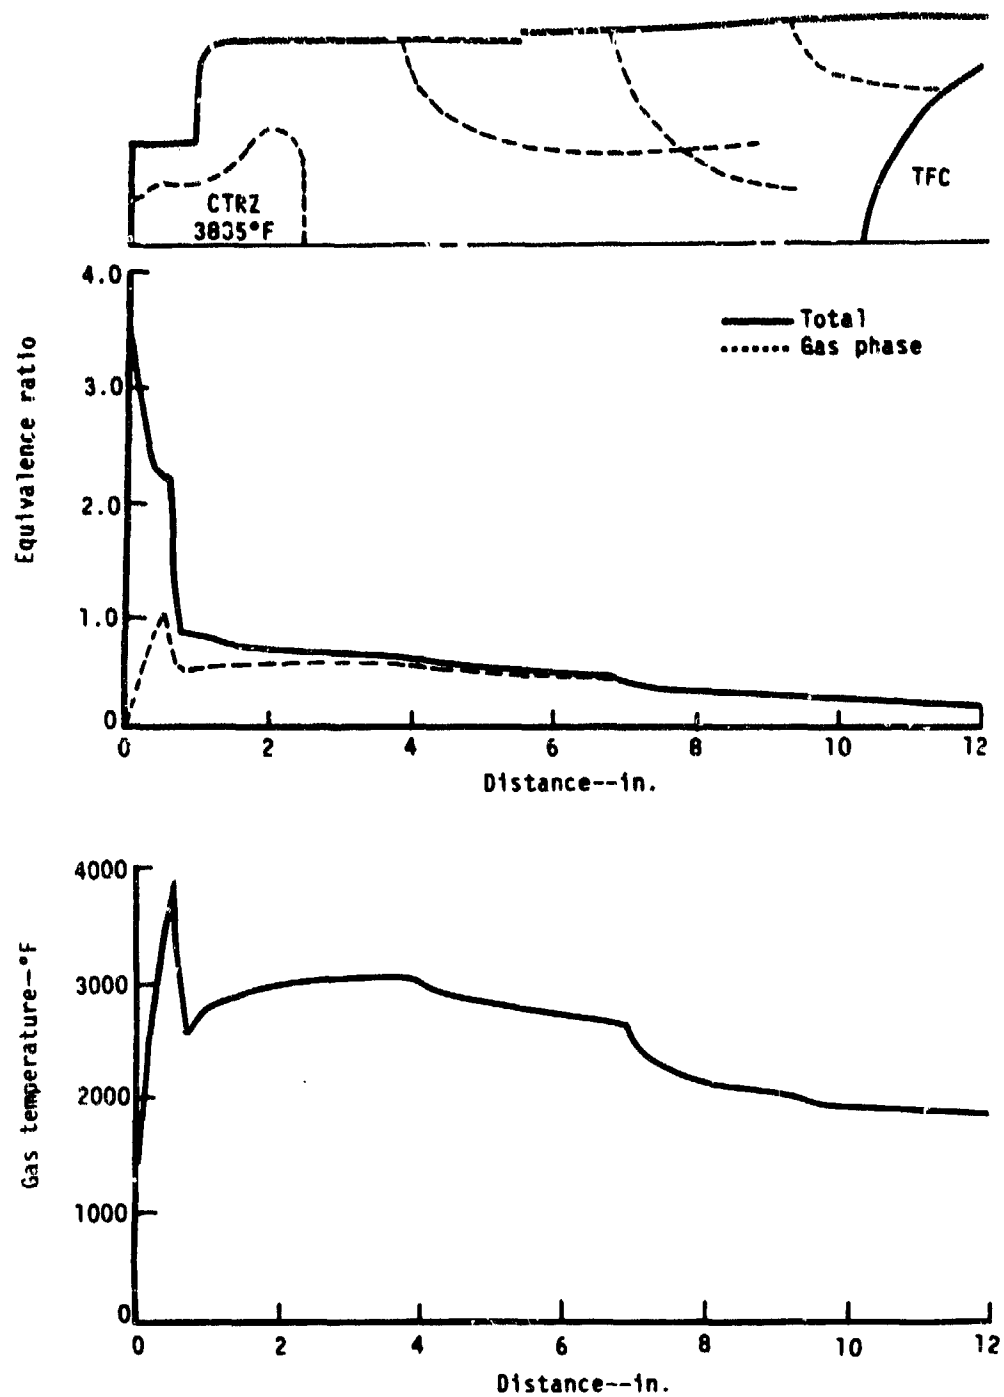 CTRZ
3835°F
TFC
Equivalence ratio
4.0
3.0
2.0
1.0
0
Total
Gas phase
0 2 4 6 8 10 12
Distance--in.
Gas temperature--°F
4000
3000
2000
1000
0
0 2 4 6 8 10 12
Distance--in.